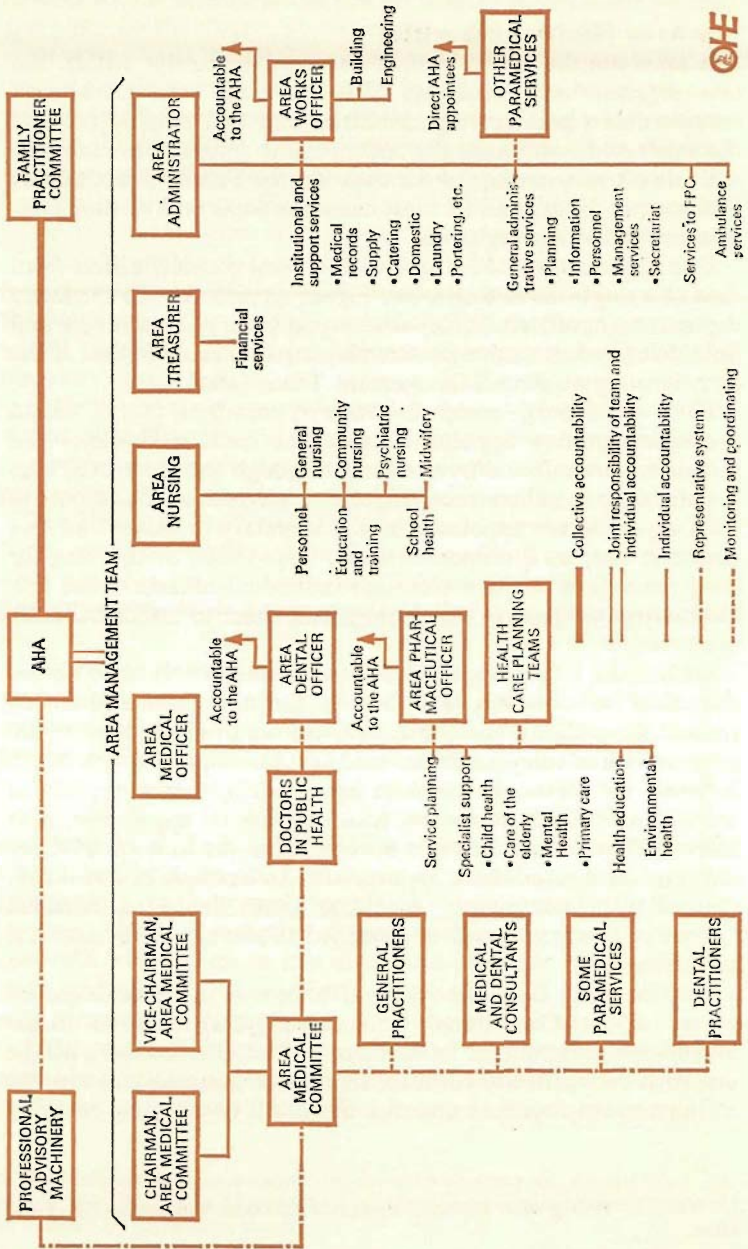 PROFESSIONAL
ADVISORY
MACHINERY
AHA
FAMILY
PRACTITIONER
COMMITTEE
AREA MANAGEMENT TEAM
CHAIRMAN,
AREA MEDICAL
COMMITTEE
VICE-CHAIRMAN,
AREA MEDICAL
COMMITTEE
AREA
MEDICAL
OFFICER
AREA
NURSING
AREA
TREASURER
AREA
ADMINISTRATOR
AREA
MEDICAL
COMMITTEE
GENERAL
PRACTITIONERS
MEDICAL
AND DENTAL
CONSULTANTS
SOME
PARAMEDICAL
SERVICES
DENTAL
PRACTITIONERS
DOCTORS
IN PUBLIC
HEALTH
Accountable
to the AHA
AREA
DENTAL
OFFICER
Accountable
to the AHA
AREA PHAR-
MACEUTICAL
OFFICER
HEALTH
CARE PLANNING
TEAMS
Service planning
Specialist support
• Child health
• Care of the
elderly
• Mental
Health
• Primary care
Health education
Environmental
health
Personnel
Education
and
training
School
health
General
nursing
Community
nursing
Psychiatric
nursing
Midwifery
Financial
services
Institutional and
support services
• Medical
records
• Supply
• Catering
• Domestic
• Laundry
• Portering, etc.
General adminis-
trative services
• Planning
• Information
• Personnel
• Management
services
• Secretariat
Services to FPC
Ambulance
services
Accountable
to the AHA
AREA
WORKS
OFFICER
Building
Engineering
Direct AHA
appointees
OTHER
PARAMEDICAL
SERVICES
Collective accountability
Joint responsibility of team and
individual accountability
Individual accountability
Representative system
Monitoring and coordinating
OHE